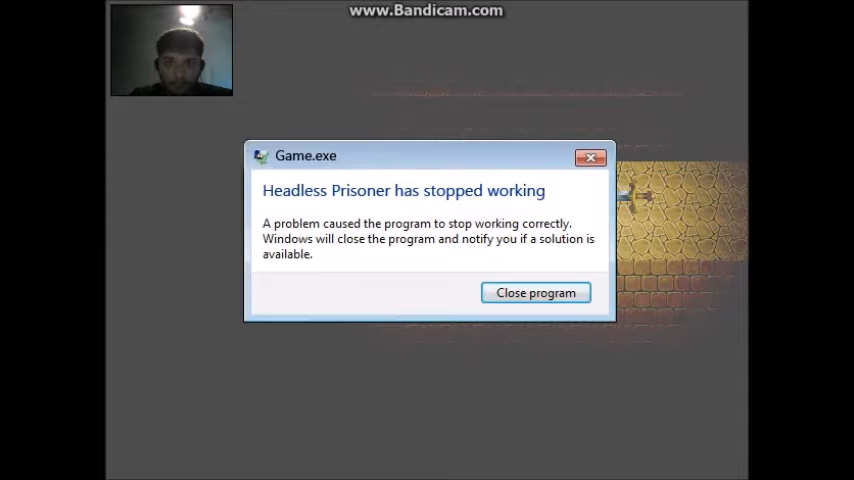 www.Bandicam.com
Game.exe
Headless Prisoner has stopped working
A problem caused the program to stop working correctly.
Windows will close the program and notify you if a solution is
available.
Close program